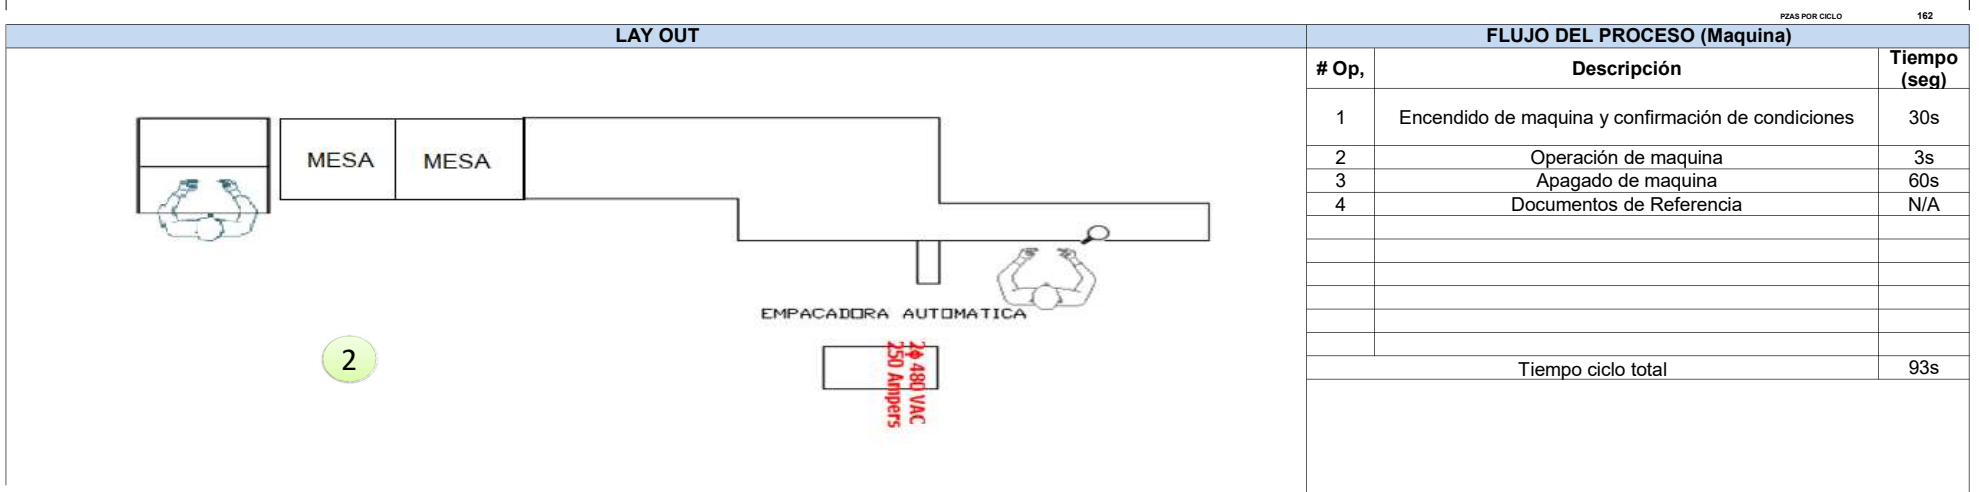 PZAS POR CICLO 162
LAY OUT
FLUJO DEL PROCESO (Maquina)
# Op, Descripción Tiempo (seg)
1 Encendido de maquina y confirmación de condiciones 30s
2 Operación de maquina 3s
3 Apagado de maquina 60s
4 Documentos de Referencia N/A
Tiempo ciclo total 93s
MESA MESA
EMPACADORA AUTOMATICA
2ϕ 480 VAC
250 Ampers
2